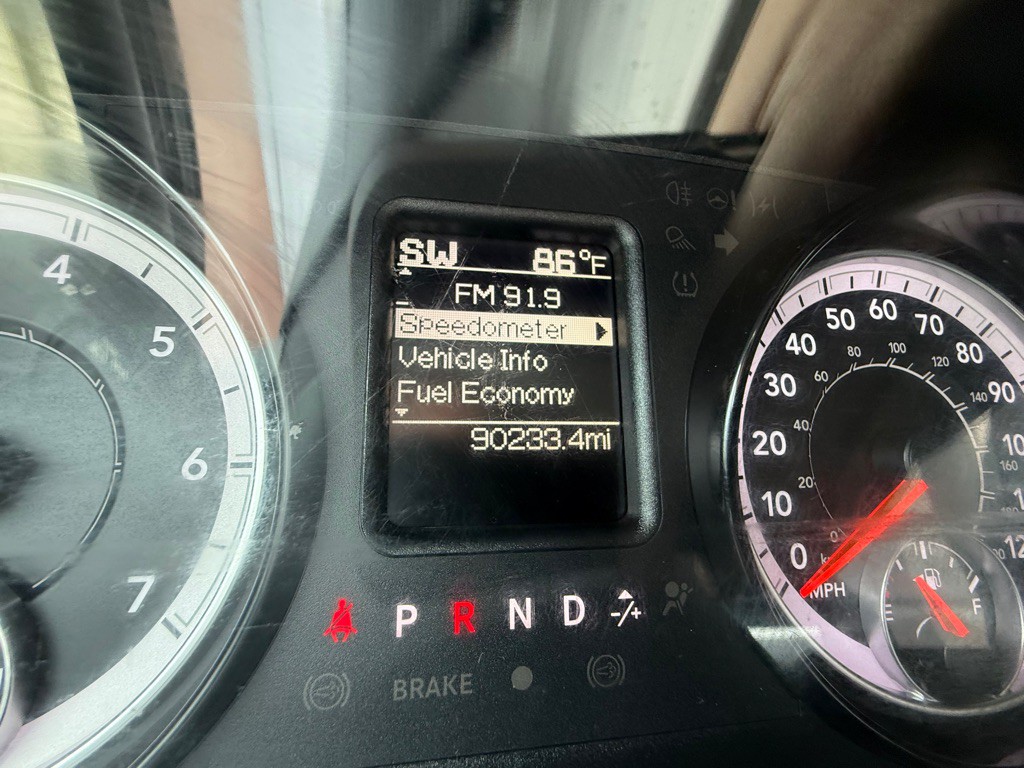 SW 86°F
FM 91.9
Speedometer
Vehicle Info
Fuel Economy
90233.4mi
P R N D -/+
BRAKE
4
5
6
7
0 10 20 30 40 50 60 70 80 90
0 20 40 60 80 100 120 140 160
MPH
E F